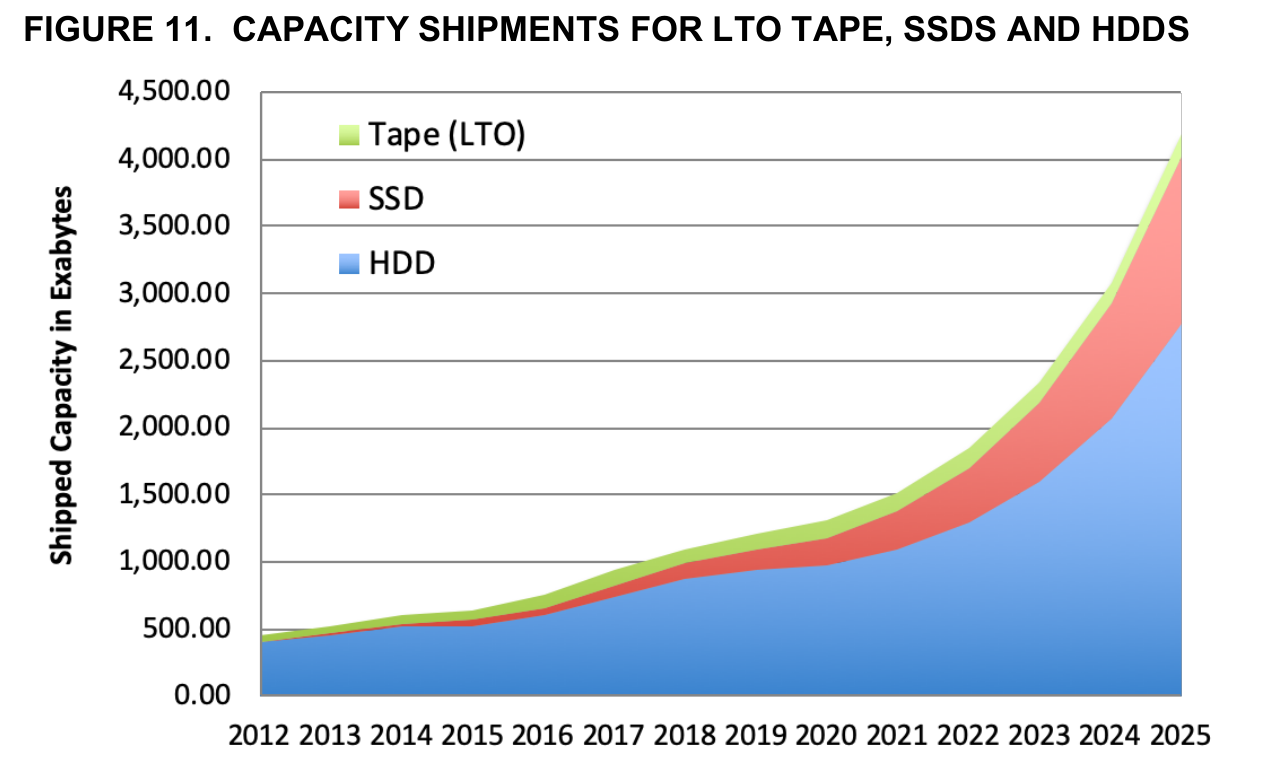 FIGURE 11. CAPACITY SHIPMENTS FOR LTO TAPE, SSDS AND HDDS
4,500.00
4,000.00
3,500.00
3,000.00
2,500.00
2,000.00
1,500.00
1,000.00
500.00
0.00
Shipped Capacity in Exabytes
Tape (LTO)
SSD
HDD
2012 2013 2014 2015 2016 2017 2018 2019 2020 2021 2022 2023 2024 2025